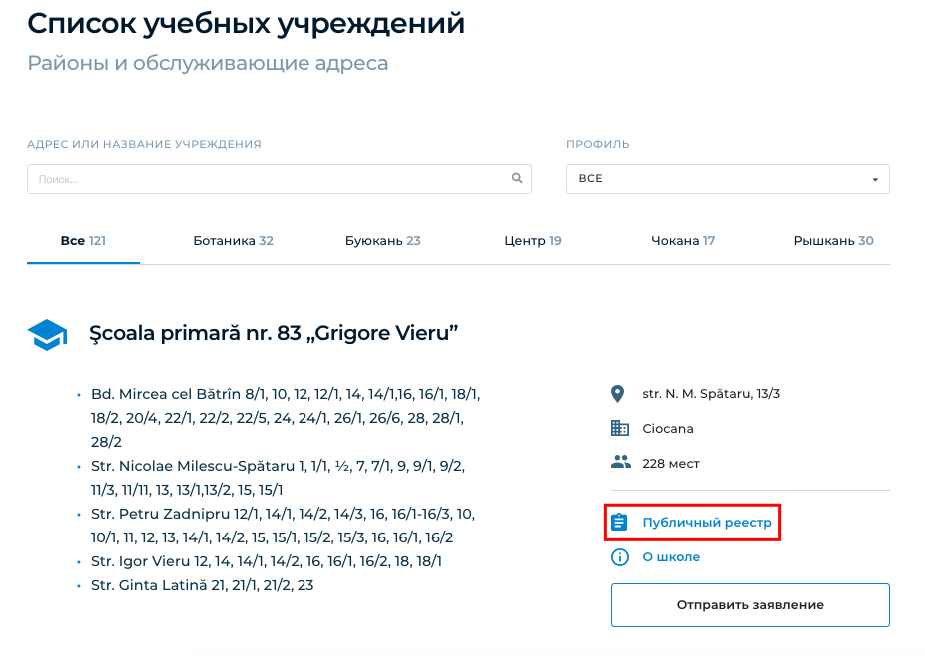 Список учебных учреждений
Районы и обслуживающие адреса
АДРЕС ИЛИ НАЗВАНИЕ УЧРЕЖДЕНИЯ
ПРОФИЛЬ
Поиск...
ВСЕ
Все 121
Ботаника 32
Буюкань 23
Центр 19
Чокана 17
Рышкань 30
Şcoala primară nr. 83 „Grigore Vieru”
Bd. Mircea cel Bătrîn 8/1, 10, 12, 12/1, 14, 14/1,16, 16/1, 18/1,
18/2, 20/4, 22/1, 22/2, 22/5, 24, 24/1, 26/1, 26/6, 28, 28/1,
28/2
Str. Nicolae Milescu-Spătaru 1, 1/1, ½, 7, 7/1, 9, 9/1, 9/2,
11/3, 11/11, 13, 13/1,13/2, 15, 15/1
Str. Petru Zadnipru 12/1, 14/1, 14/2, 14/3, 16, 16/1-16/3, 10,
10/1, 11, 12, 13, 14/1, 14/2, 15, 15/1, 15/2, 15/3, 16, 16/1, 16/2
Str. Igor Vieru 12, 14, 14/1, 14/2, 16, 16/1, 16/2, 18, 18/1
Str. Ginta Latină 21, 21/1, 21/2, 23
str. N. M. Spătaru, 13/3
Ciocana
228 мест
Публичный реестр
О школе
Отправить заявление